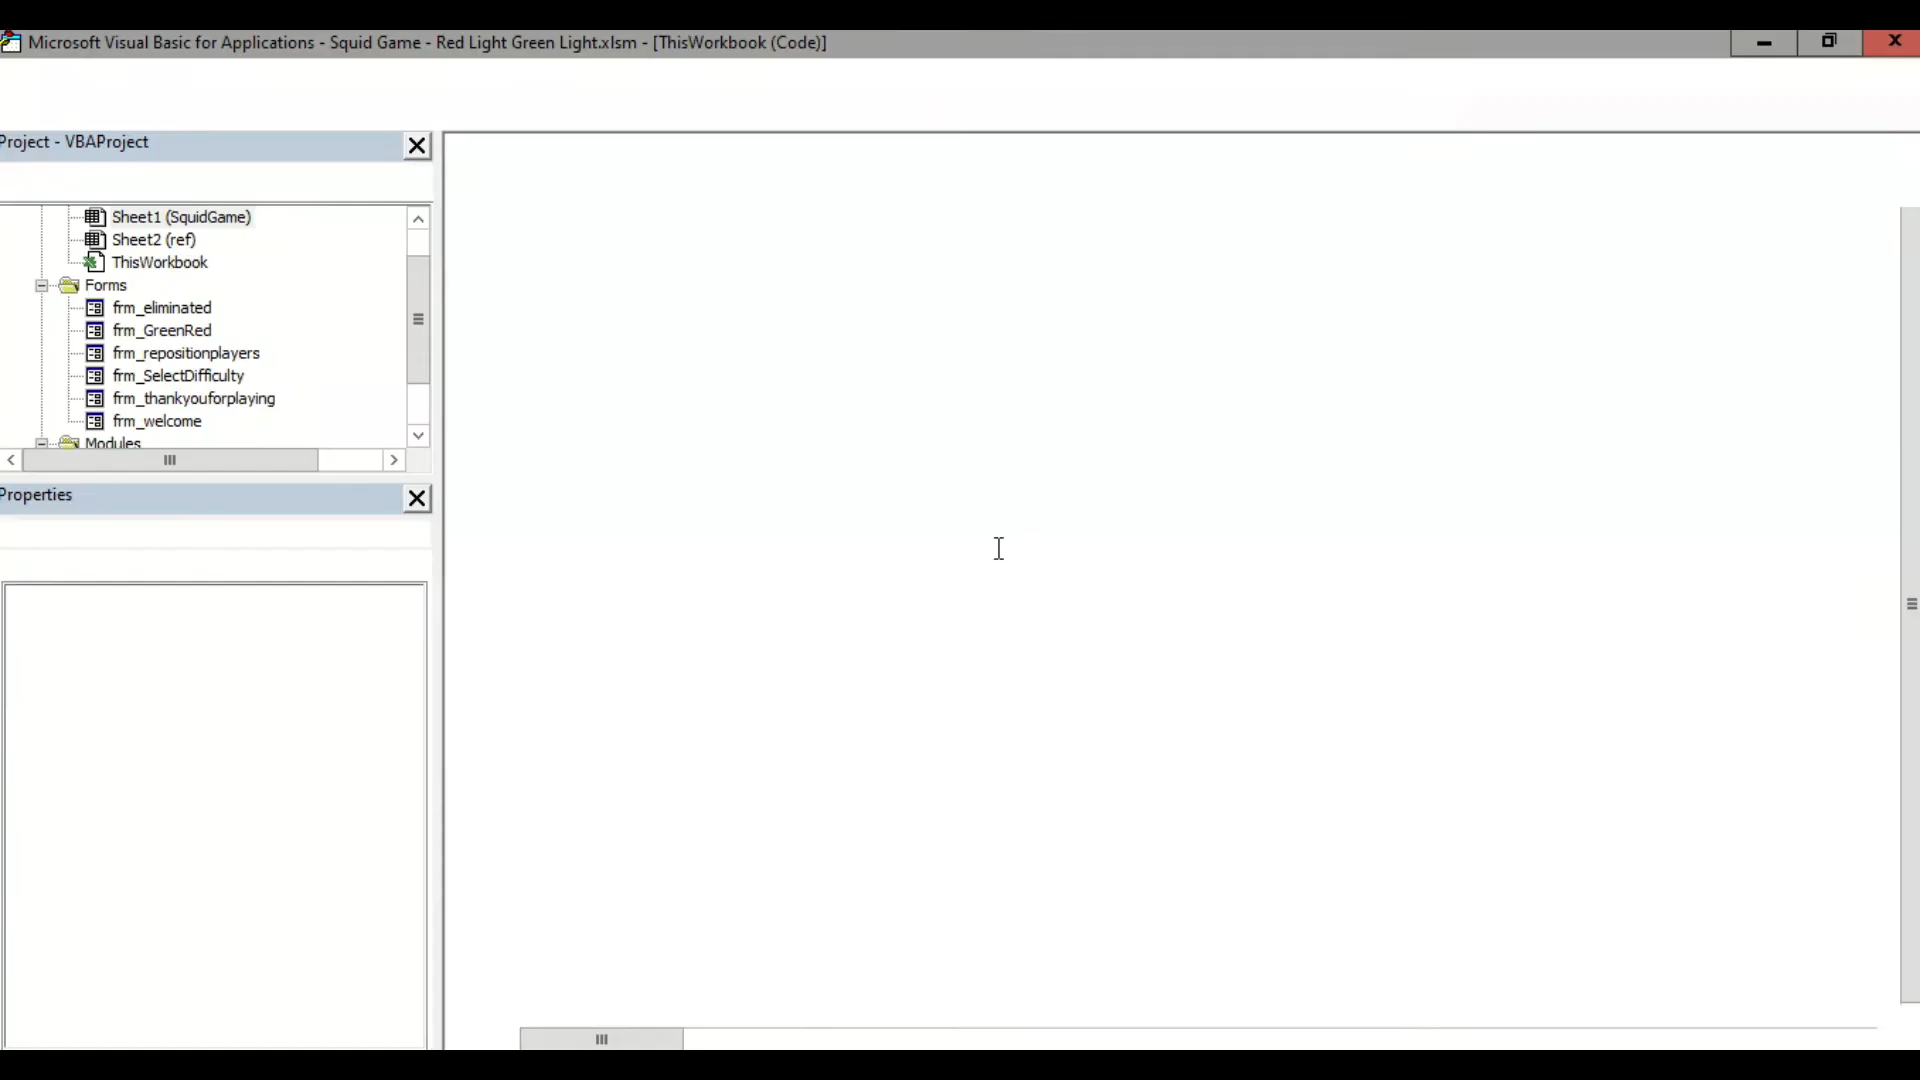 Microsoft Visual Basic for Applications - Squid Game - Red Light Green Light.xlsm - [ThisWorkbook (Code)]
Project - VBAProject
Sheet1 (SquidGame)
Sheet2 (ref)
ThisWorkbook
Forms
frm_eliminated
frm_GreenRed
frm_repositionplayers
frm_SelectDifficulty
frm_thankyouforplaying
frm_welcome
Modules
Properties